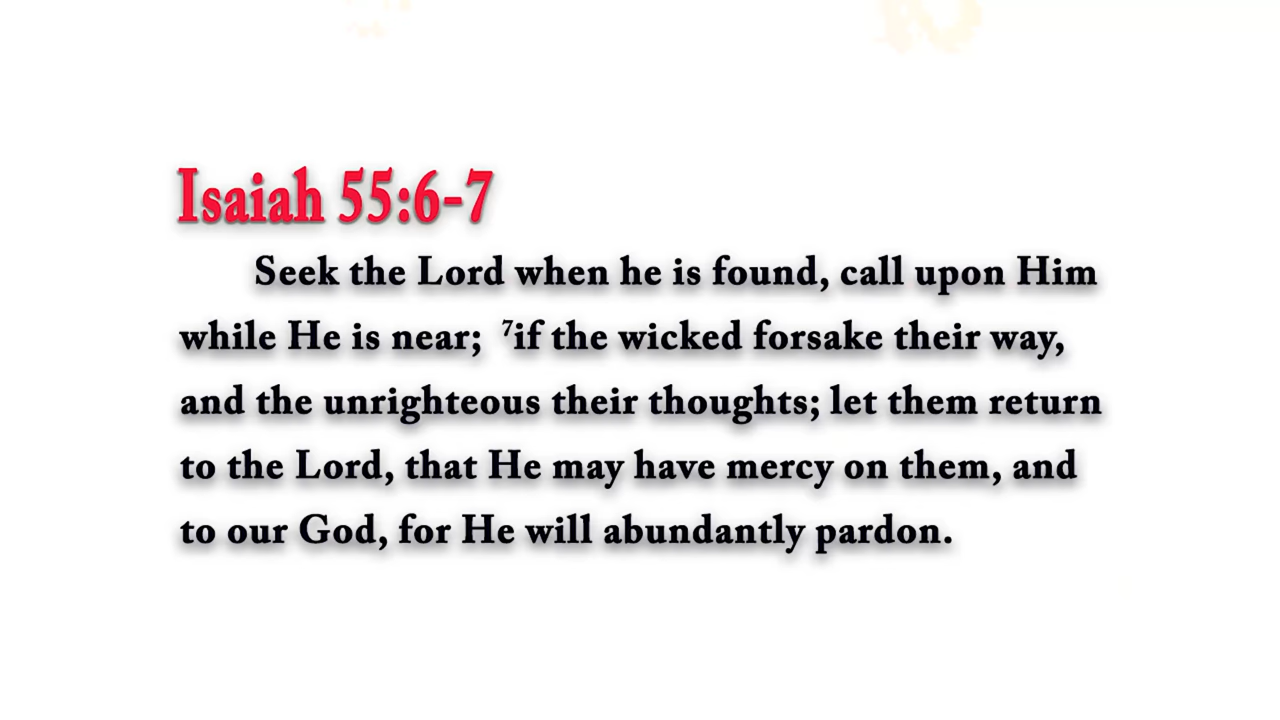 Isaiah 55:6-7
Seek the Lord when he is found, call upon Him
while He is near; ⁷if the wicked forsake their way,
and the unrighteous their thoughts; let them return
to the Lord, that He may have mercy on them, and
to our God, for He will abundantly pardon.